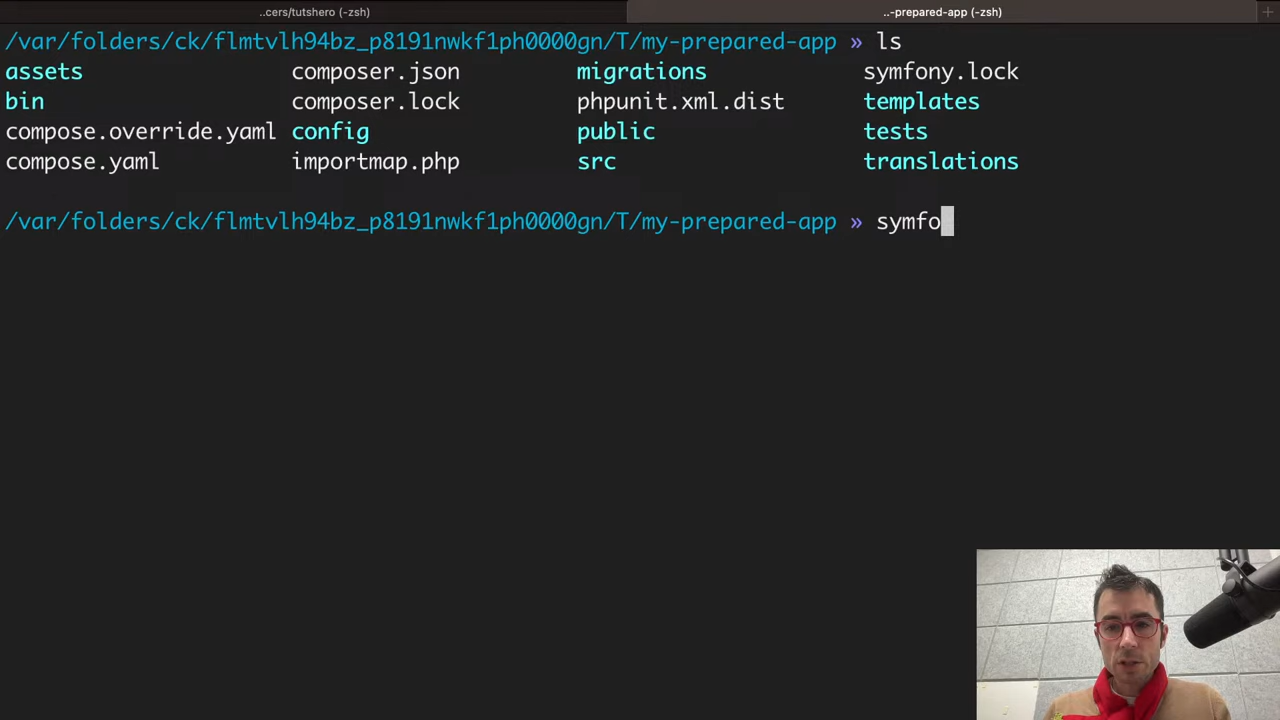 ..cers/tutshero (-zsh) ..-prepared-app (-zsh) +
/var/folders/ck/flmtvlh94bz_p8191nwkf1ph0000gn/T/my-prepared-app » ls
assets composer.json migrations symfony.lock
bin composer.lock phpunit.xml.dist templates
compose.override.yaml config public tests
compose.yaml importmap.php src translations
/var/folders/ck/flmtvlh94bz_p8191nwkf1ph0000gn/T/my-prepared-app » symfo